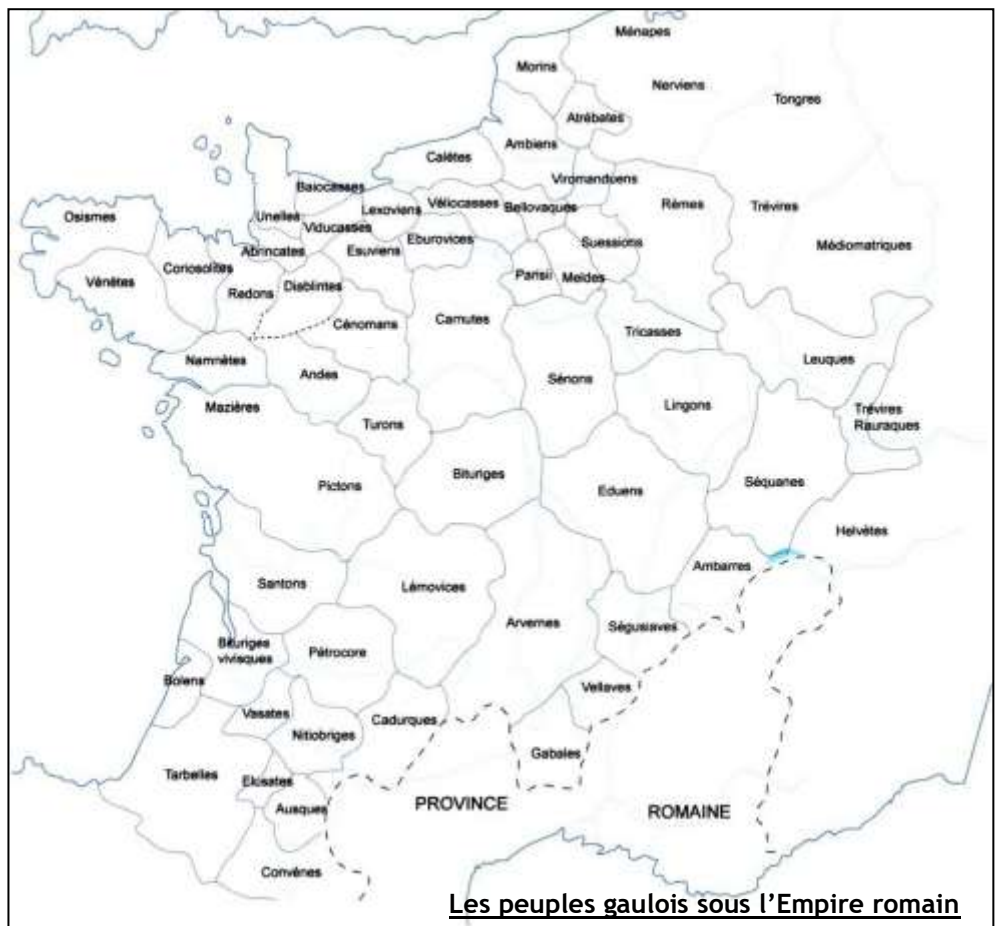 Ménapes
Morins
Nerviens
Tongres
Atrébates
Ambiens
Calètes
Viromanduens
Baiocasses
Lexoviens
Véliocasses
Bellovaques
Rèmes
Trévires
Osismes
Unelles
Viducasses
Eburovices
Suessions
Médiomatriques
Abrincates
Esuviens
Coriosolites
Parisii
Meldes
Vénètes
Redons
Diablintes
Cénomans
Carnutes
Tricasses
Namnètes
Andes
Sénons
Leuques
Mazières
Turons
Lingons
Trévires
Rauraques
Pictons
Bituriges
Eduens
Séquanes
Helvètes
Santons
Lémovices
Ambarres
Arvernes
Ségusiaves
Bituriges
vivisques
Pétrocore
Boiens
Vellaves
Vasates
Nitiobriges
Cadurques
Gabales
Tarbelles
Elusates
Ausques
PROVINCE
ROMAINE
Convènes
Les peuples gaulois sous l’Empire romain